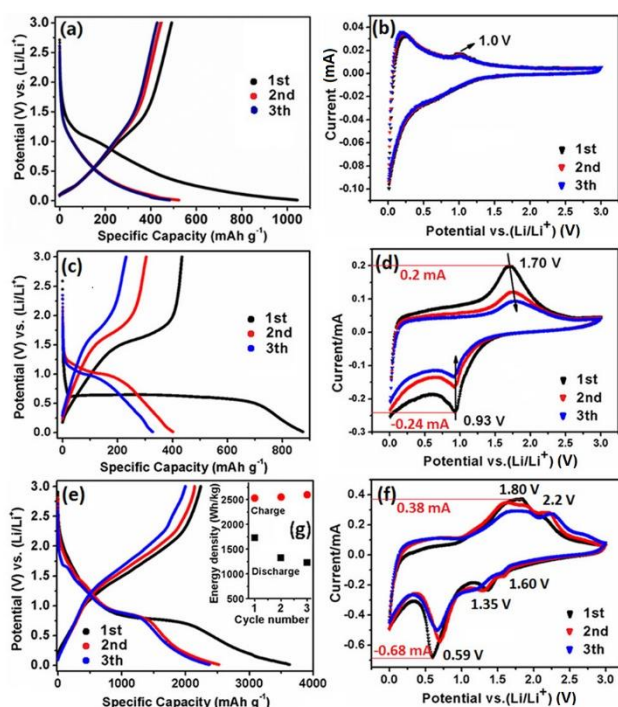 (a)
Potential (V) vs. (Li/Li⁺)
3.0
2.5
2.0
1.5
1.0
0.5
0.0
1st
2nd
3th
0 200 400 600 800 1000
Specific Capacity (mAh g⁻¹)
(b)
Current (mA)
0.04
0.02
0.00
-0.02
-0.04
-0.06
-0.08
-0.10
1.0 V
1st
2nd
3th
0.0 0.5 1.0 1.5 2.0 2.5 3.0
Potential vs.(Li/Li⁺) (V)
(c)
Potential (V) vs. (Li/Li⁺)
3.0
2.5
2.0
1.5
1.0
0.5
0.0
1st
2nd
3th
0 200 400 600 800
Specific Capacity (mAh g⁻¹)
(d)
Currrent/mA
0.2
0.1
0.0
-0.1
-0.2
-0.3
0.2 mA
1.70 V
-0.24 mA
0.93 V
1st
2nd
3th
0.0 0.5 1.0 1.5 2.0 2.5 3.0
Potential vs.(Li/Li⁺) (V)
(e)
Potential (V) vs. (Li/Li⁺)
3.0
2.5
2.0
1.5
1.0
0.5
0.0
1st
2nd
3th
0 1000 2000 3000 4000
Specific Capacity (mAh g⁻¹)
(g)
Energy density (Wh/kg)
2500
2000
1500
1000
500
Charge
Discharge
1 2 3
Cycle number
(f)
Currrent/mA
0.4
0.2
0.0
-0.2
-0.4
-0.6
0.38 mA
1.80 V
2.2 V
1.60 V
1.35 V
-0.68 mA
0.59 V
1st
2nd
3th
0.0 0.5 1.0 1.5 2.0 2.5 3.0
Potential vs.(Li/Li⁺) (V)